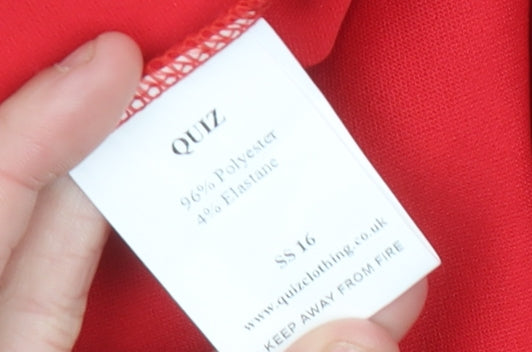 QUIZ
96% Polyester
4% Elastane
SS 16
www.quizclothing.co.uk
KEEP AWAY FROM FIRE